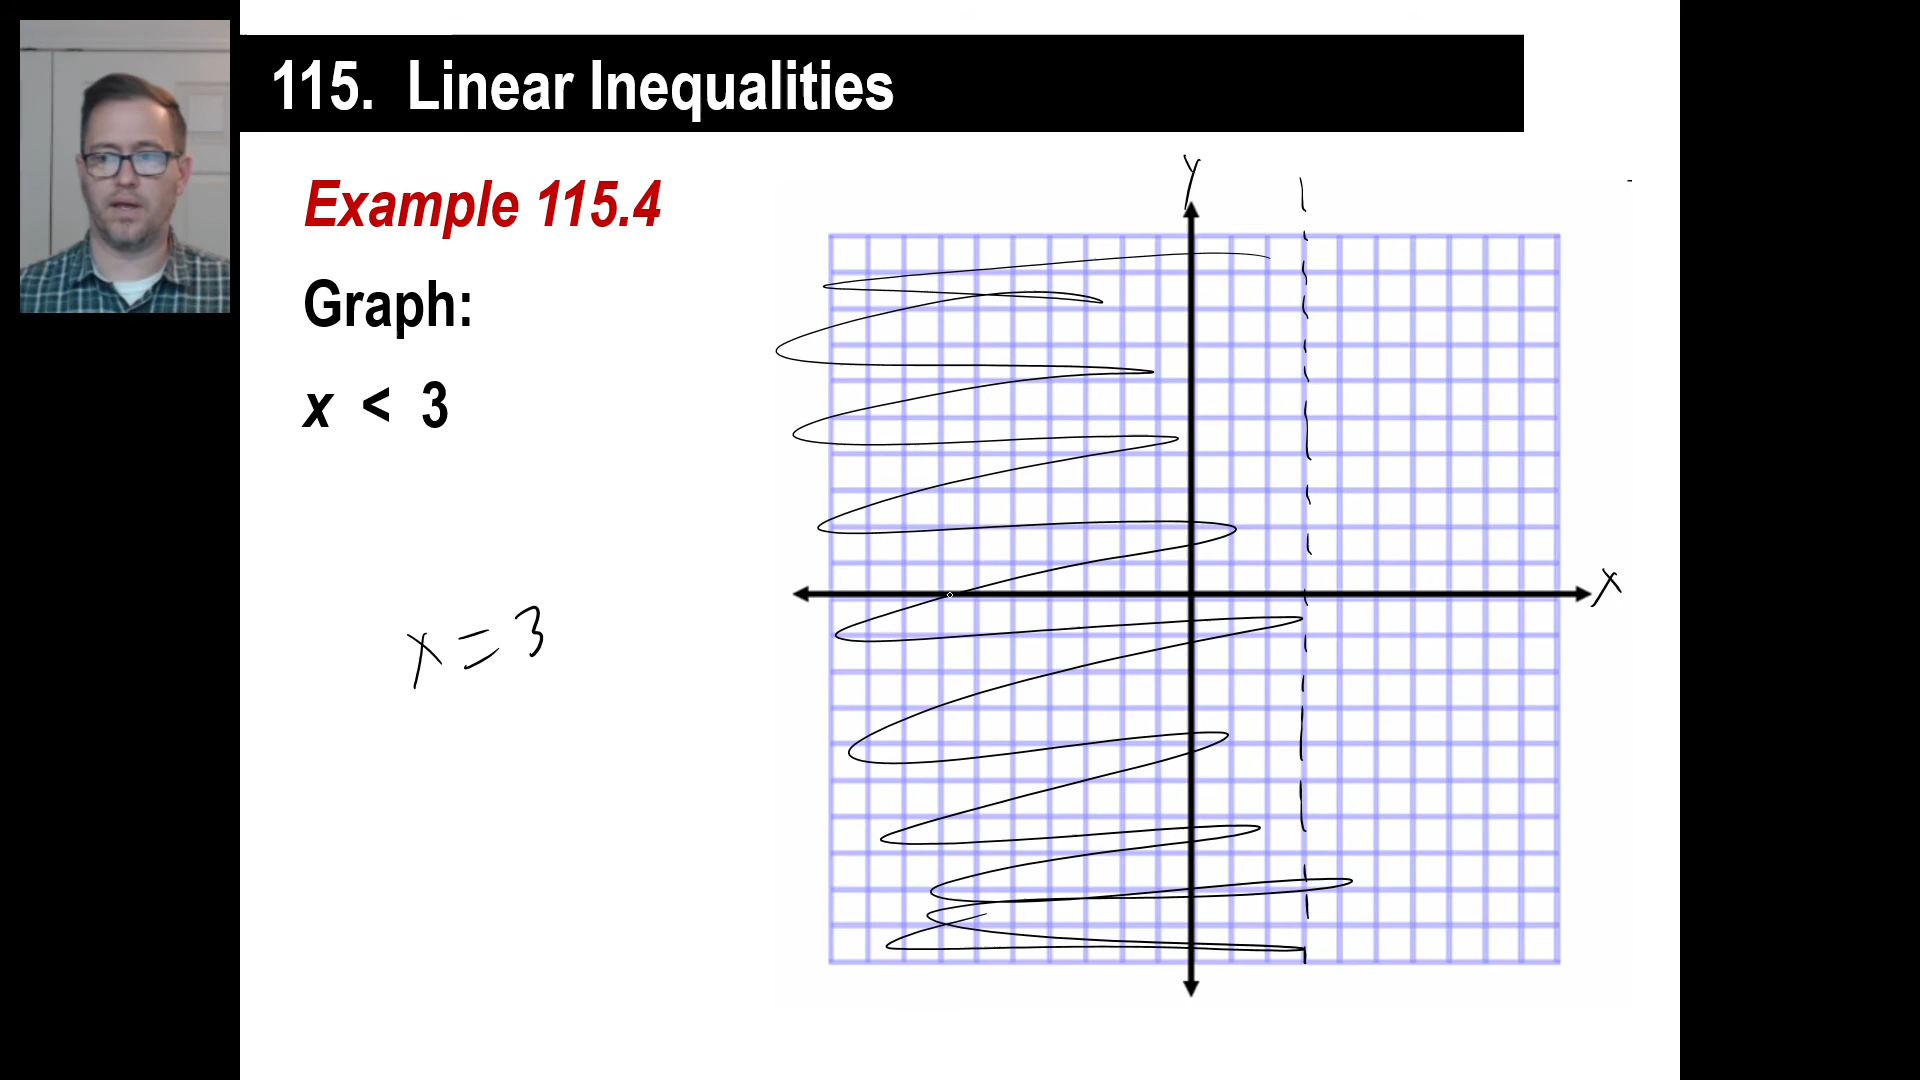 115. Linear Inequalities
Example 115.4
Graph:
x < 3
x = 3
y
x